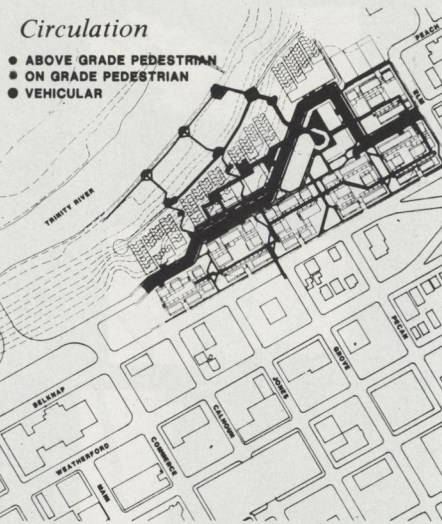 Circulation
ABOVE GRADE PEDESTRIAN
ON GRADE PEDESTRIAN
VEHICULAR
PEACH
ELM
TRINITY RIVER
PECAN
GROVE
JONES
BELKNAP
CALHOUN
WEATHERFORD
COMMERCE
MAIN